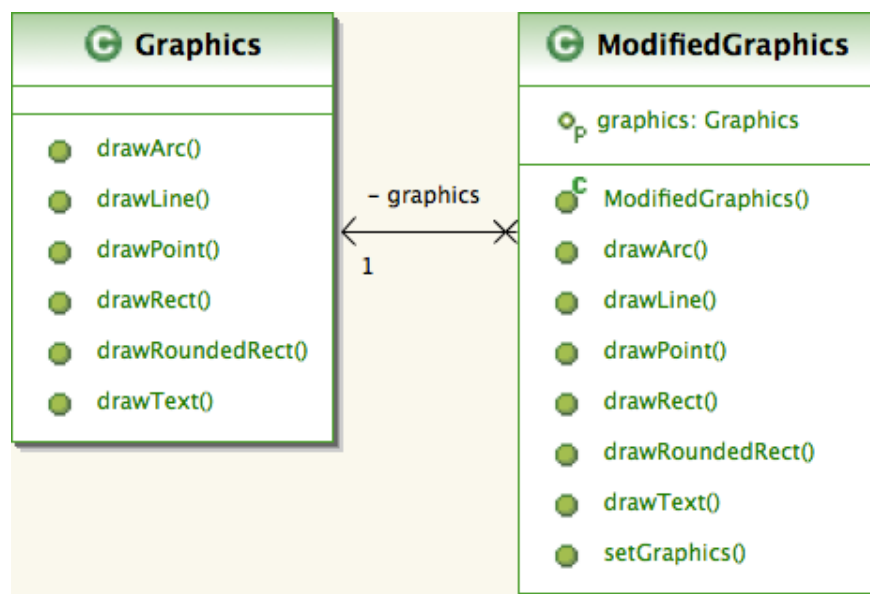 C Graphics
drawArc()
drawLine()
drawPoint()
drawRect()
drawRoundedRect()
drawText()
- graphics
1
C ModifiedGraphics
P graphics: Graphics
C ModifiedGraphics()
drawArc()
drawLine()
drawPoint()
drawRect()
drawRoundedRect()
drawText()
setGraphics()